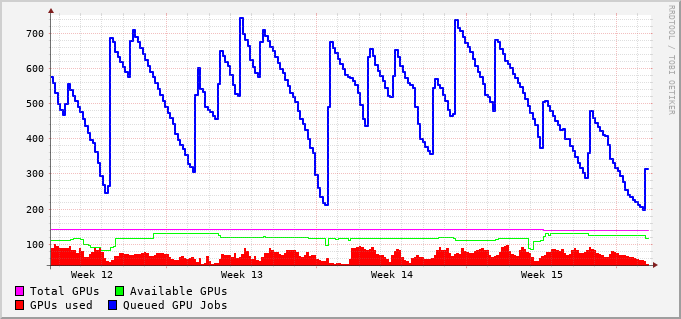 700
600
500
400
300
200
100
Week 12 Week 13 Week 14 Week 15
Total GPUs Available GPUs
GPUs used Queued GPU Jobs
RRDTOOL / TOBI OETIKER